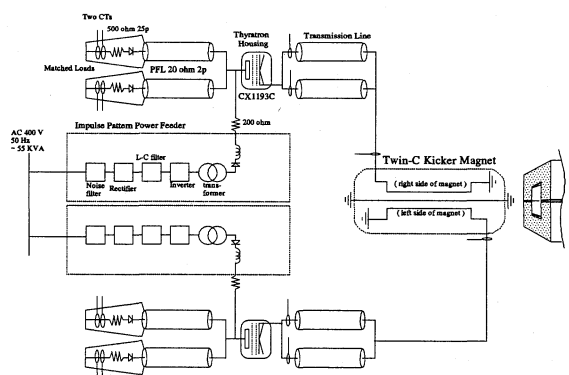 Two CTs
500 ohm 25p
Thyratron
Housing
Transmission Line
Matched Loads
PFL 20 ohm 2p
CX1193C
200 ohm
Impulse Pattern Power Feeder
AC 400 V
50 Hz
~ 55 KVA
L-C filter
Noise
filter
Rectifier
Inverter
trans-
former
Twin-C Kicker Magnet
( right side of magnet )
( left side of magnet )